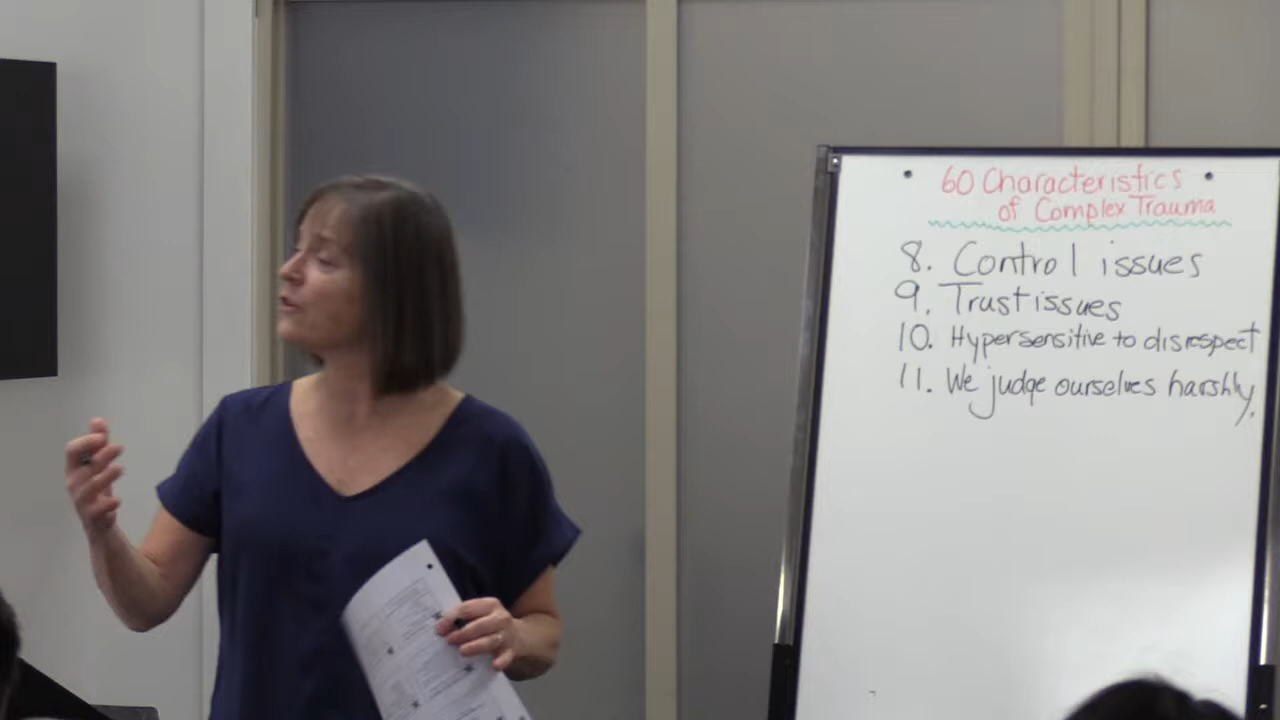 60 Characteristics
of Complex Trauma
8. Control issues
9. Trust issues
10. Hypersensitive to disrespect
11. We judge ourselves harshly,